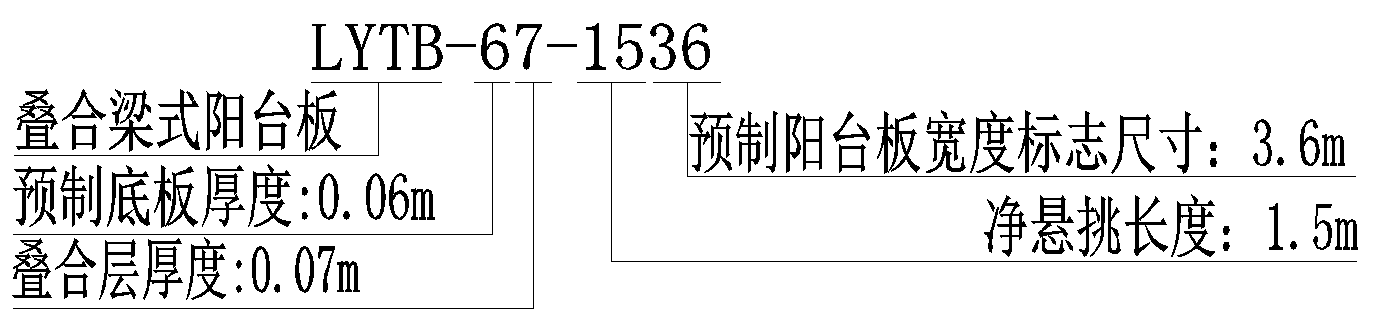 LYTB-67-1536
叠合梁式阳台板
预制底板厚度:0.06m
叠合层厚度:0.07m
预制阳台板宽度标志尺寸：3.6m
净悬挑长度：1.5m